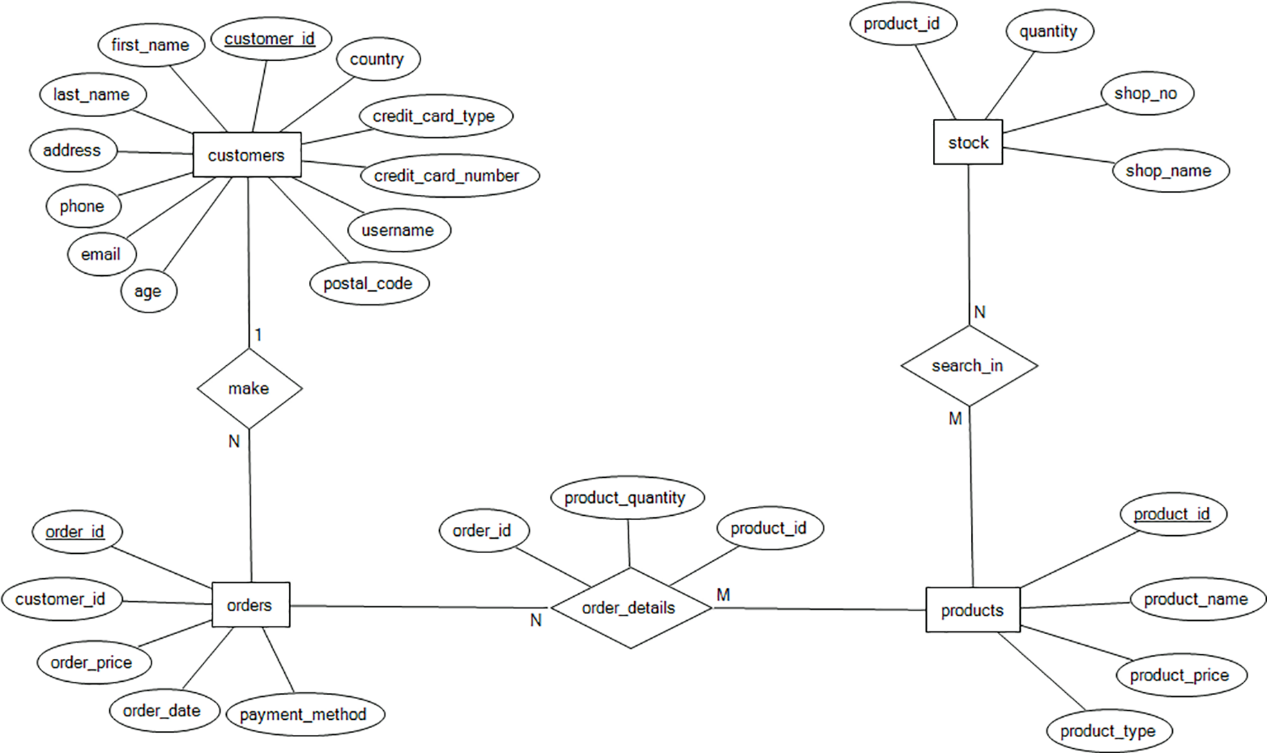 first_name
customer_id
country
last_name
credit_card_type
address
customers
credit_card_number
phone
username
email
age
postal_code
1
make
N
product_id
quantity
shop_no
stock
shop_name
N
search_in
M
order_id
customer_id
orders
order_price
order_date
payment_method
N
order_id
product_quantity
product_id
order_details
M
products
product_id
product_name
product_price
product_type